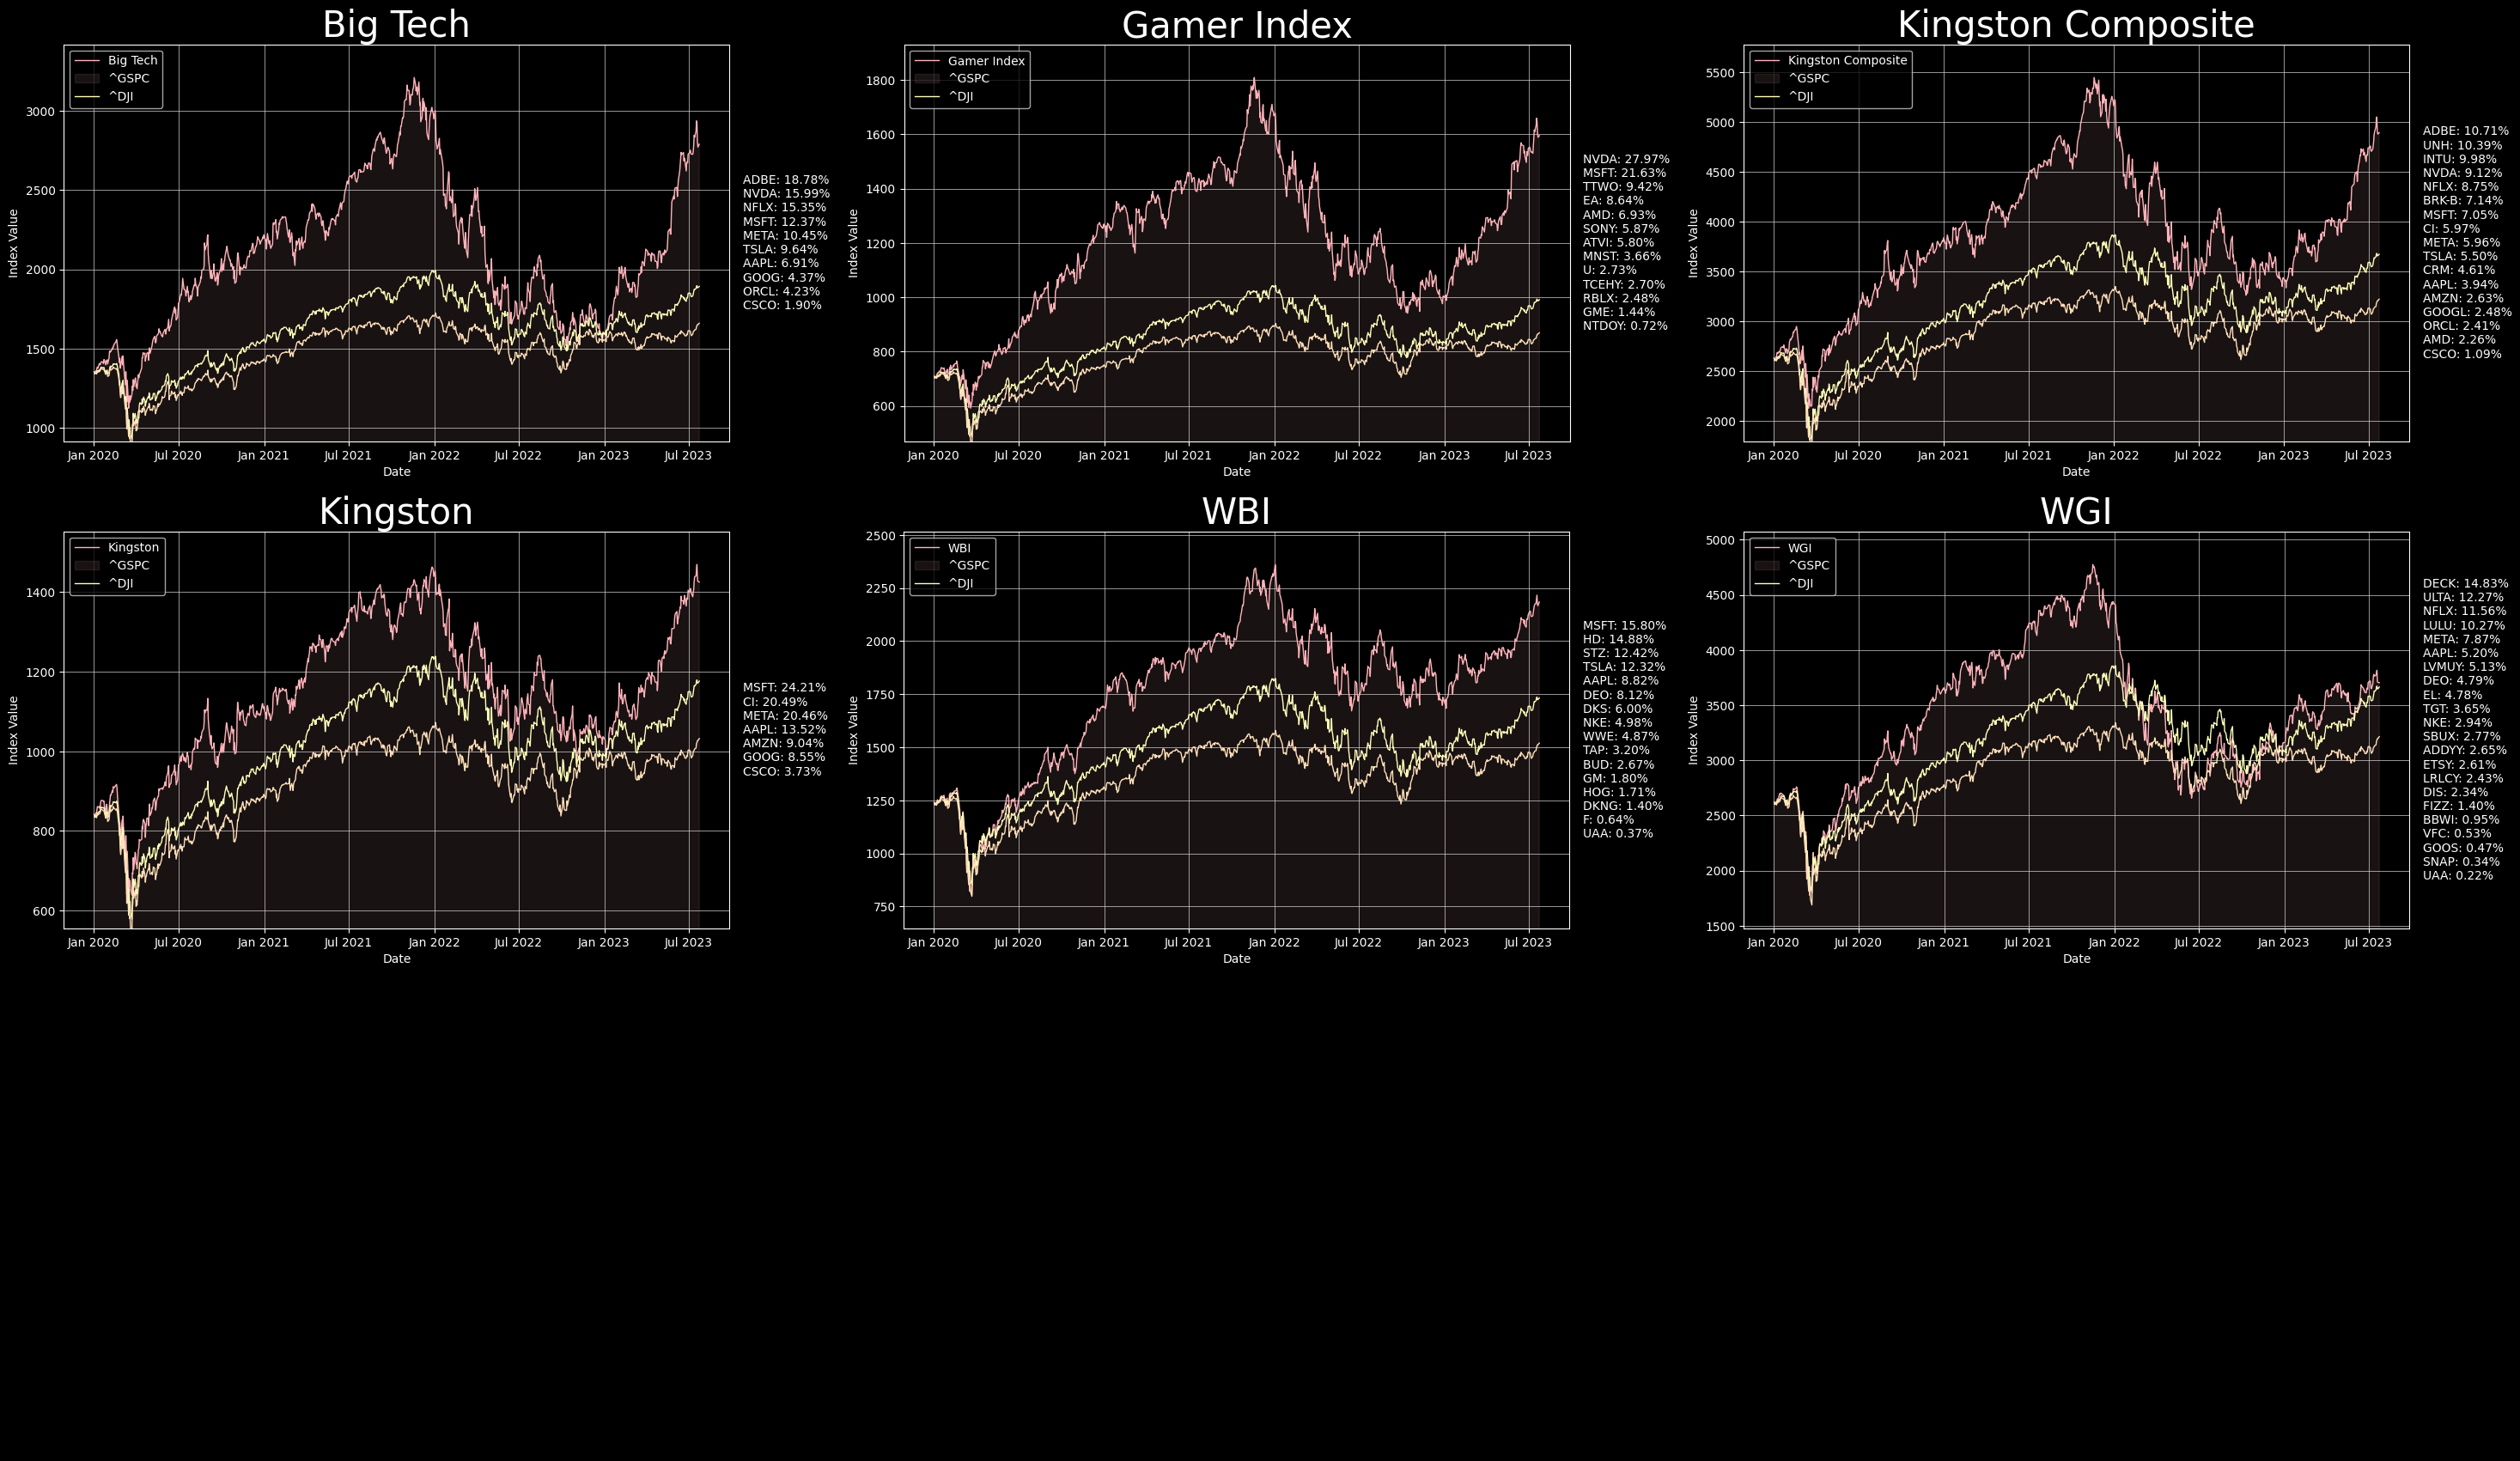 Big Tech
Big Tech
^GSPC
^DJI
3000
2500
2000
1500
1000
Index Value
Jan 2020 Jul 2020 Jan 2021 Jul 2021 Jan 2022 Jul 2022 Jan 2023 Jul 2023
Date
ADBE: 18.78%
NVDA: 15.99%
NFLX: 15.35%
MSFT: 12.37%
META: 10.45%
TSLA: 9.64%
AAPL: 6.91%
GOOG: 4.37%
ORCL: 4.23%
CSCO: 1.90%
Gamer Index
Gamer Index
^GSPC
^DJI
1800
1600
1400
1200
1000
800
600
Index Value
Jan 2020 Jul 2020 Jan 2021 Jul 2021 Jan 2022 Jul 2022 Jan 2023 Jul 2023
Date
NVDA: 27.97%
MSFT: 21.63%
TTWO: 9.42%
EA: 8.64%
AMD: 6.93%
SONY: 5.87%
ATVI: 5.80%
MNST: 3.66%
U: 2.73%
TCEHY: 2.70%
RBLX: 2.48%
GME: 1.44%
NTDOY: 0.72%
Kingston Composite
Kingston Composite
^GSPC
^DJI
5500
5000
4500
4000
3500
3000
2500
2000
Index Value
Jan 2020 Jul 2020 Jan 2021 Jul 2021 Jan 2022 Jul 2022 Jan 2023 Jul 2023
Date
ADBE: 10.71%
UNH: 10.39%
INTU: 9.98%
NVDA: 9.12%
NFLX: 8.75%
BRK-B: 7.14%
MSFT: 7.05%
CI: 5.97%
META: 5.96%
TSLA: 5.50%
CRM: 4.61%
AAPL: 3.94%
AMZN: 2.63%
GOOGL: 2.48%
ORCL: 2.41%
AMD: 2.26%
CSCO: 1.09%
Kingston
Kingston
^GSPC
^DJI
1400
1200
1000
800
600
Index Value
Jan 2020 Jul 2020 Jan 2021 Jul 2021 Jan 2022 Jul 2022 Jan 2023 Jul 2023
Date
MSFT: 24.21%
CI: 20.49%
META: 20.46%
AAPL: 13.52%
AMZN: 9.04%
GOOG: 8.55%
CSCO: 3.73%
WBI
WBI
^GSPC
^DJI
2500
2250
2000
1750
1500
1250
1000
750
Index Value
Jan 2020 Jul 2020 Jan 2021 Jul 2021 Jan 2022 Jul 2022 Jan 2023 Jul 2023
Date
MSFT: 15.80%
HD: 14.88%
STZ: 12.42%
TSLA: 12.32%
AAPL: 8.82%
DEO: 8.12%
DKS: 6.00%
NKE: 4.98%
WWE: 4.87%
TAP: 3.20%
BUD: 2.67%
GM: 1.80%
HOG: 1.71%
DKNG: 1.40%
F: 0.64%
UAA: 0.37%
WGI
WGI
^GSPC
^DJI
5000
4500
4000
3500
3000
2500
2000
1500
Index Value
Jan 2020 Jul 2020 Jan 2021 Jul 2021 Jan 2022 Jul 2022 Jan 2023 Jul 2023
Date
DECK: 14.83%
ULTA: 12.27%
NFLX: 11.56%
LULU: 10.27%
META: 7.87%
AAPL: 5.20%
LVMUY: 5.13%
DEO: 4.79%
EL: 4.78%
TGT: 3.65%
NKE: 2.94%
SBUX: 2.77%
ADDYY: 2.65%
ETSY: 2.61%
LRLCY: 2.43%
DIS: 2.34%
FIZZ: 1.40%
BBWI: 0.95%
VFC: 0.53%
GOOS: 0.47%
SNAP: 0.34%
UAA: 0.22%